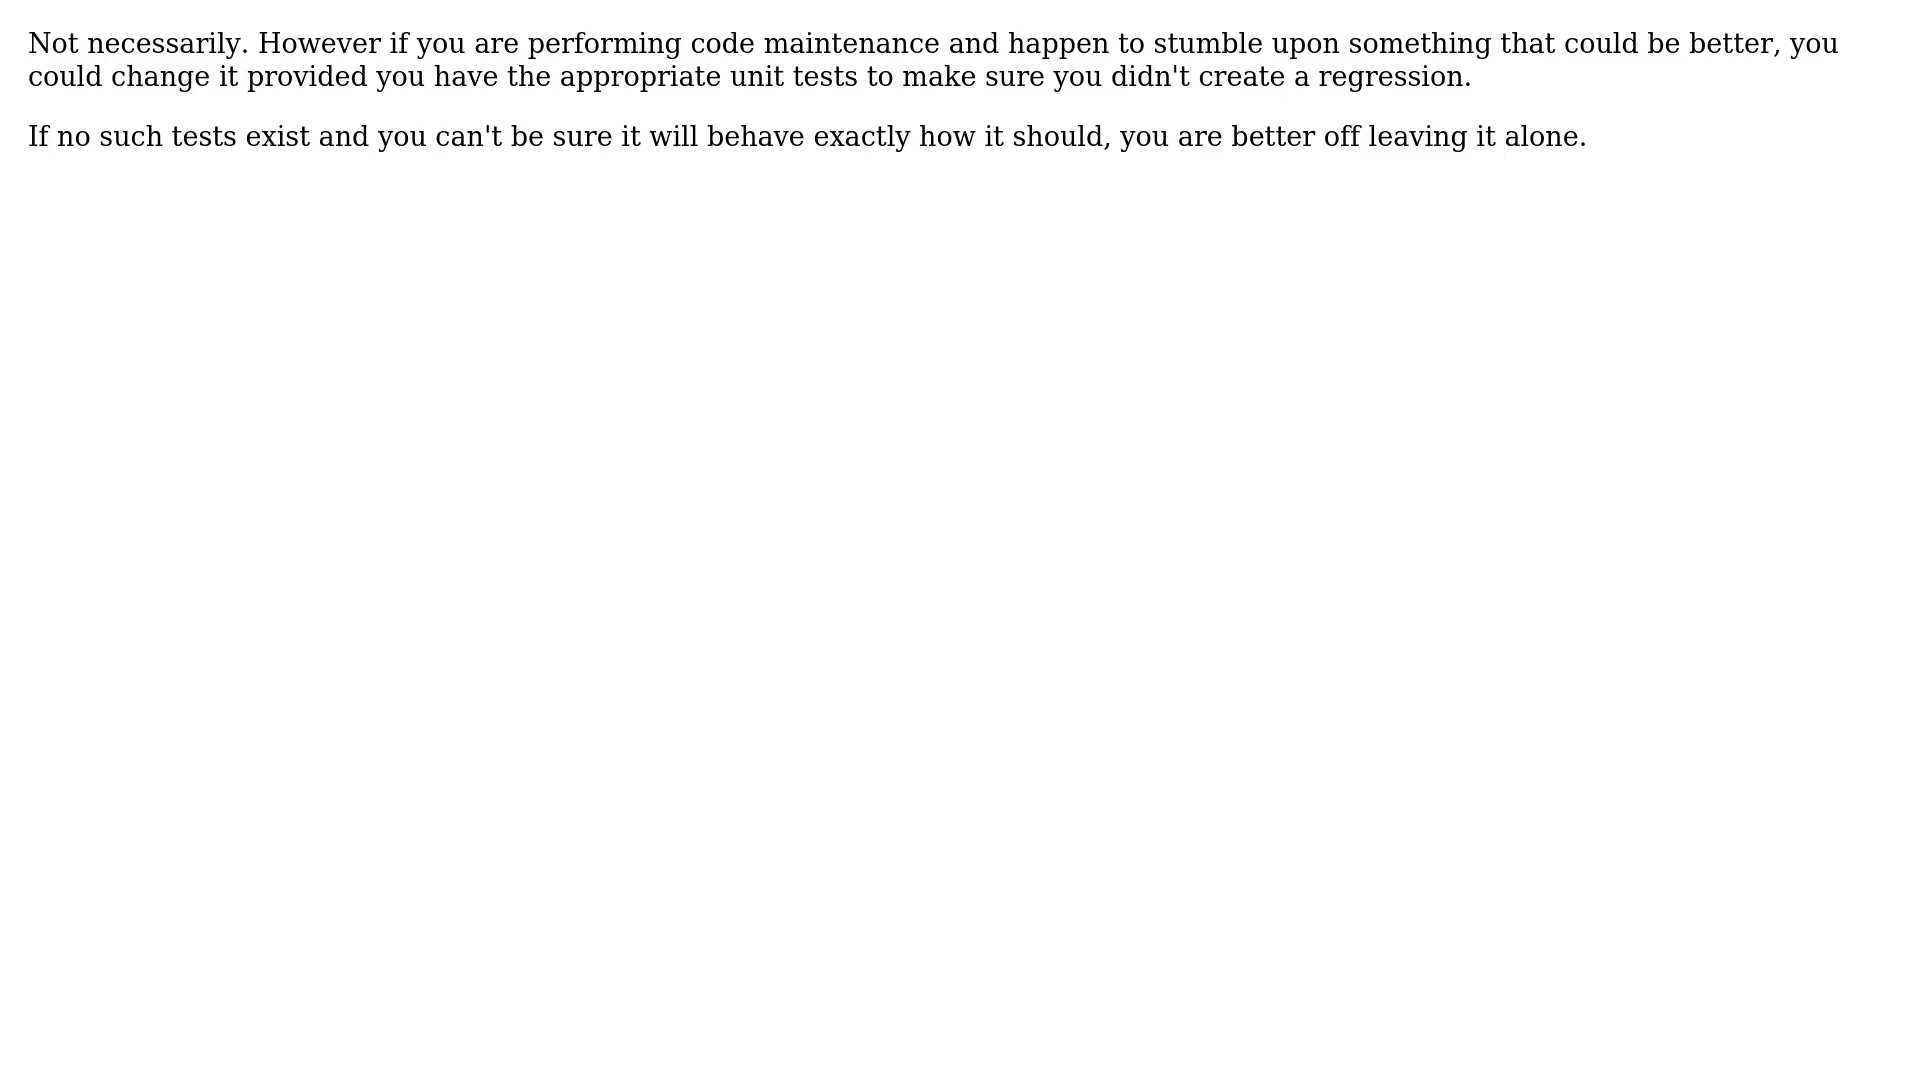 Not necessarily. However if you are performing code maintenance and happen to stumble upon something that could be better, you
could change it provided you have the appropriate unit tests to make sure you didn't create a regression.
If no such tests exist and you can't be sure it will behave exactly how it should, you are better off leaving it alone.